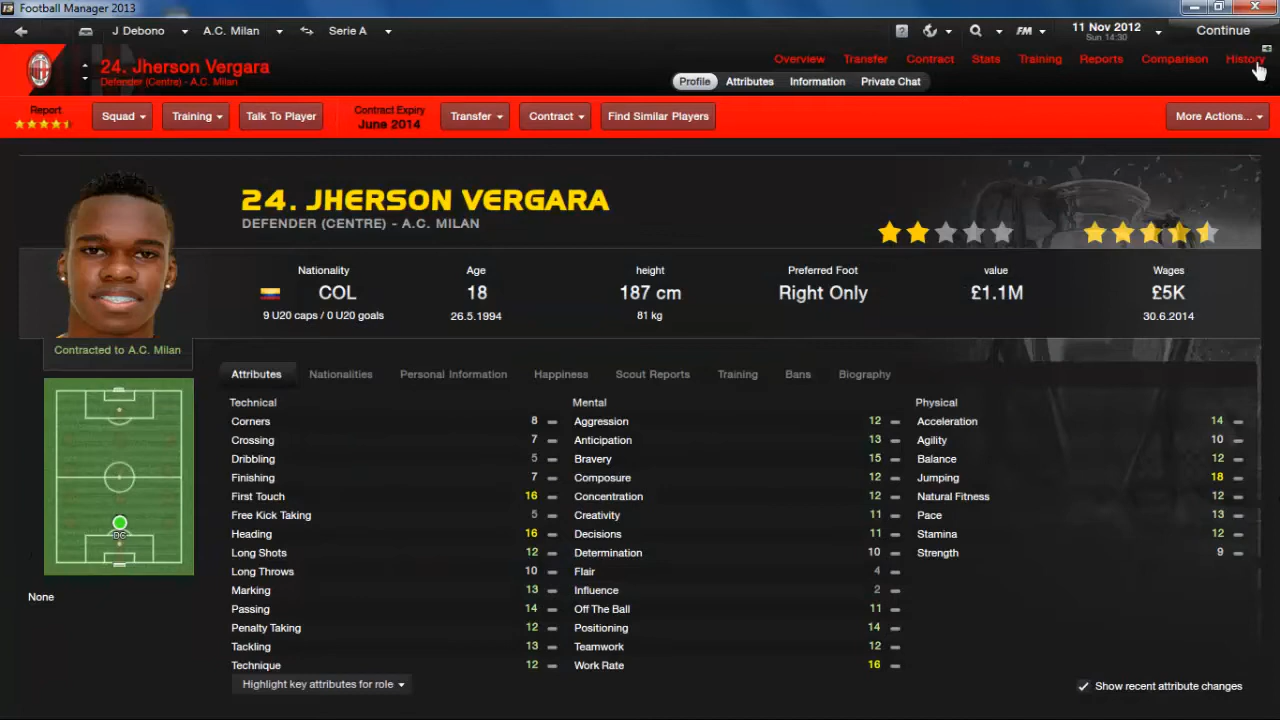 Football Manager 2013
J Debono A.C. Milan Serie A ? FM 11 Nov 2012 Continue
Sun 14:30
24. Jherson Vergara Overview Transfer Contract Stats Training Reports Comparison History
Defender (Centre) - A.C. Milan Profile Attributes Information Private Chat
Report Squad Training Talk To Player Contract Expiry Transfer Contract Find Similar Players More Actions...
June 2014
24. JHERSON VERGARA
DEFENDER (CENTRE) - A.C. MILAN
Nationality Age height Preferred Foot value Wages
COL 18 187 cm Right Only £1.1M £5K
9 U20 caps / 0 U20 goals 26.5.1994 81 kg 30.6.2014
Contracted to A.C. Milan
Attributes Nationalities Personal Information Happiness Scout Reports Training Bans Biography
Technical Mental Physical
Corners 8 Aggression 12 Acceleration 14
Crossing 7 Anticipation 13 Agility 10
Dribbling 5 Bravery 15 Balance 12
Finishing 7 Composure 12 Jumping 18
First Touch 16 Concentration 12 Natural Fitness 12
Free Kick Taking 5 Creativity 11 Pace 13
Heading 16 Decisions 11 Stamina 12
Long Shots 12 Determination 10 Strength 9
Long Throws 10 Flair 4
Marking 13 Influence 2
Passing 14 Off The Ball 11
Penalty Taking 12 Positioning 14
Tackling 13 Teamwork 12
Technique 12 Work Rate 16
DC
None
Highlight key attributes for role Show recent attribute changes